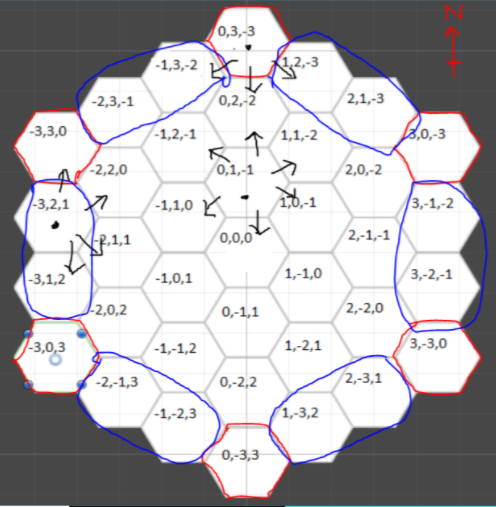 0,3,-3
Z
-1,3,-2 1,2,-3
-2,3,-1 0,2,-2 2,1,-3
-3,3,0 -1,2,-1 1,1,-2 3,0,-3
-2,2,0 0,1,-1 2,0,-2
-3,2,1 -1,1,0 1,0,-1 3,-1,-2
-2,1,1 0,0,0 2,-1,-1
-3,1,2 -1,0,1 1,-1,0 3,-2,-1
-2,0,2 0,-1,1 2,-2,0
-3,0,3 -1,-1,2 1,-2,1 3,-3,0
-2,-1,3 0,-2,2 2,-3,1
-1,-2,3 1,-3,2
0,-3,3